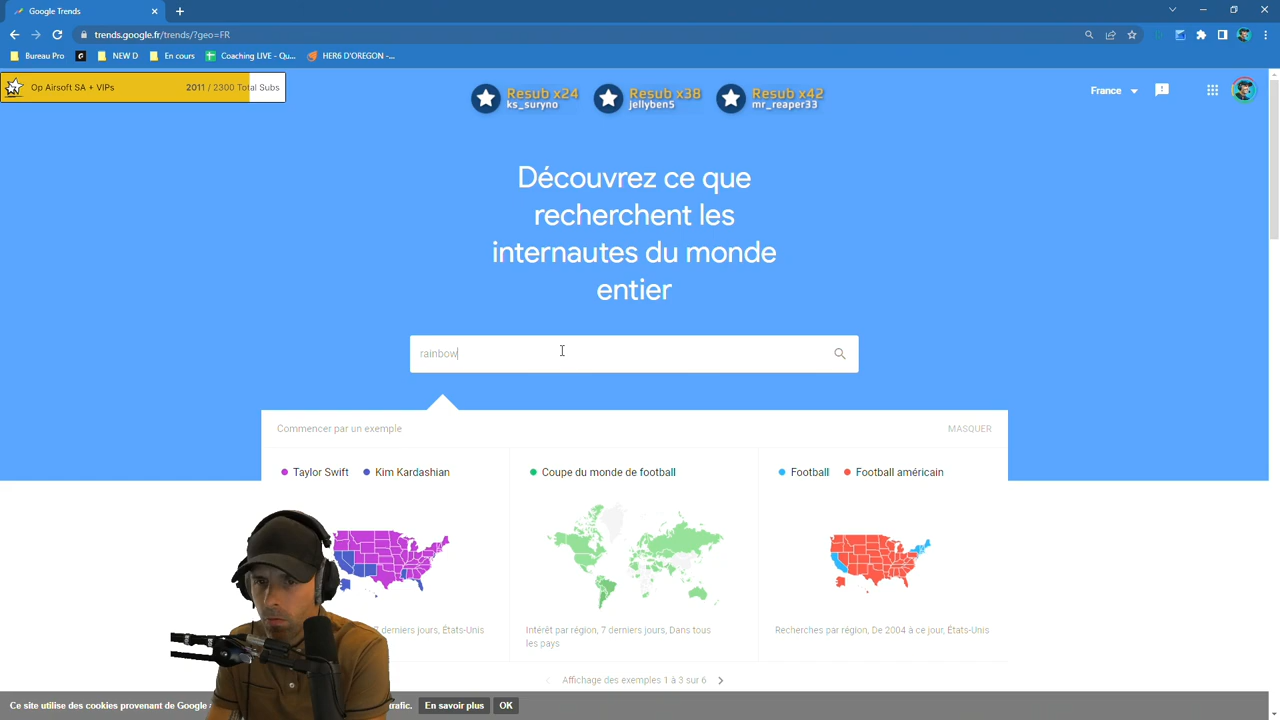 Google Trends
trends.google.fr/trends/?geo=FR
Bureau Pro
NEW D
En cours
Coaching LIVE - Qu...
HER6 D'OREGON -...
Op Airsoft SA + VIPs 2011 / 2300 Total Subs
Resub x24
ks_suryno
Resub x38
jellyben5
Resub x42
mr_reaper33
France
Découvrez ce que
recherchent les
internautes du monde
entier
rainbow
Commencer par un exemple
MASQUER
Taylor Swift Kim Kardashian
Coupe du monde de football
Football Football américain
derniers jours, États-Unis
Intérêt par région, 7 derniers jours, Dans tous
les pays
Recherches par région, De 2004 à ce jour, États-Unis
Affichage des exemples 1 à 3 sur 6
Ce site utilise des cookies provenant de Google
trafic.
En savoir plus
OK